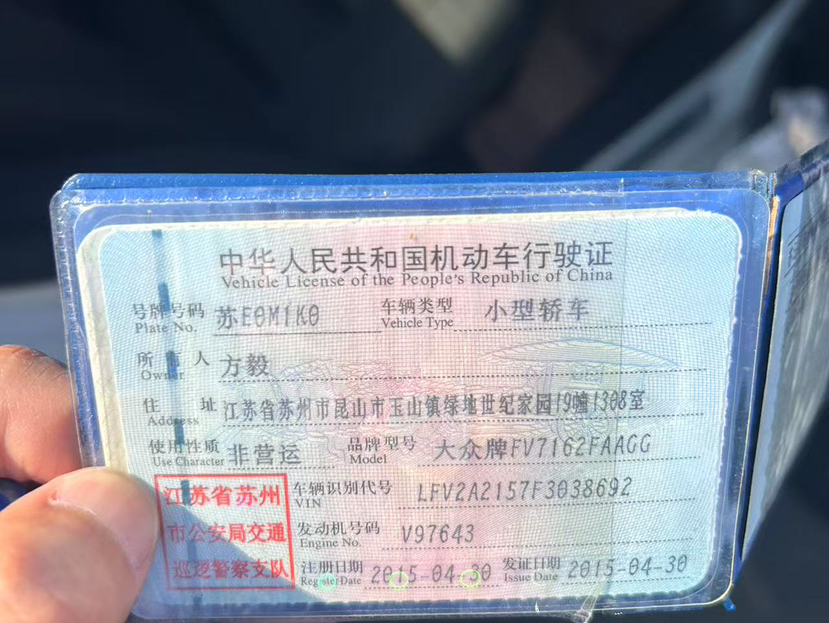 中华人民共和国机动车行驶证
Vehicle License of the People's Republic of China
号牌号码 苏E0M1K0 车辆类型 小型轿车
Plate No. Vehicle Type
所有人 方毅
Owner
住址 江苏省苏州市昆山市玉山镇绿地世纪家园19幢1308室
Address
使用性质 非营运 品牌型号 大众牌FV7162FAAGG
Use Character Model
江苏省苏州 车辆识别代号 LFV2A2157F3038692
VIN
市公安局交通 发动机号码 V97643
Engine No.
巡逻警察支队 注册日期 2015-04-30 发证日期 2015-04-30
Register Date Issue Date